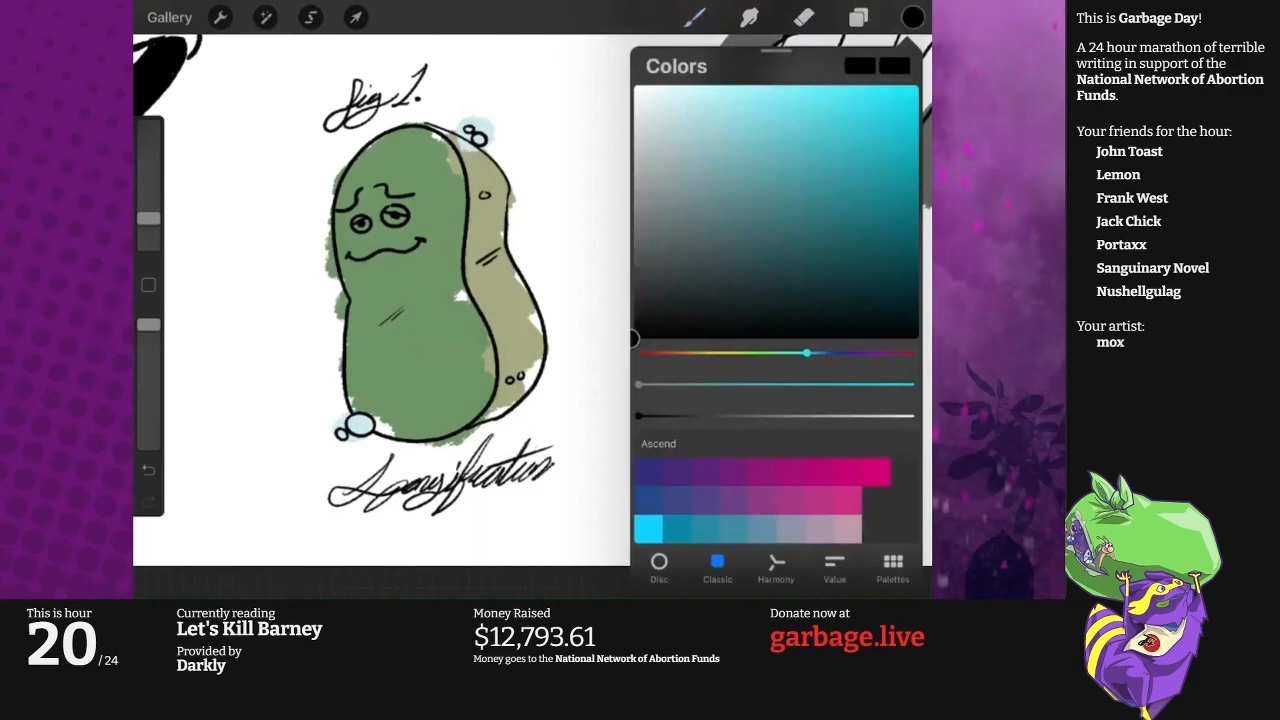 Gallery
fig 1.
Spongification
Colors
Ascend
Disc
Classic
Harmony
Value
Palettes
This is Garbage Day!
A 24 hour marathon of terrible
writing in support of the
National Network of Abortion
Funds.
Your friends for the hour:
John Toast
Lemon
Frank West
Jack Chick
Portaxx
Sanguinary Novel
Nushellgulag
Your artist:
mox
This is hour
20 / 24
Currently reading
Let's Kill Barney
Provided by
Darkly
Money Raised
$12,793.61
Money goes to the National Network of Abortion Funds
Donate now at
garbage.live